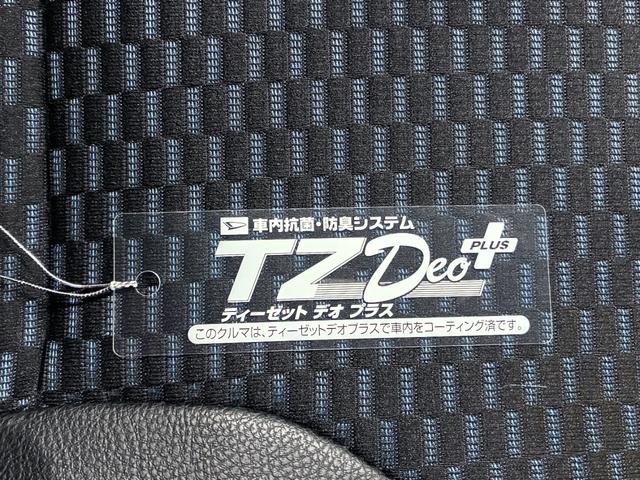 車内抗菌・防臭システム
TZ Deo PLUS
ティーゼット デオ プラス
このクルマは、ティーゼットデオプラスで車内をコーティング済です。